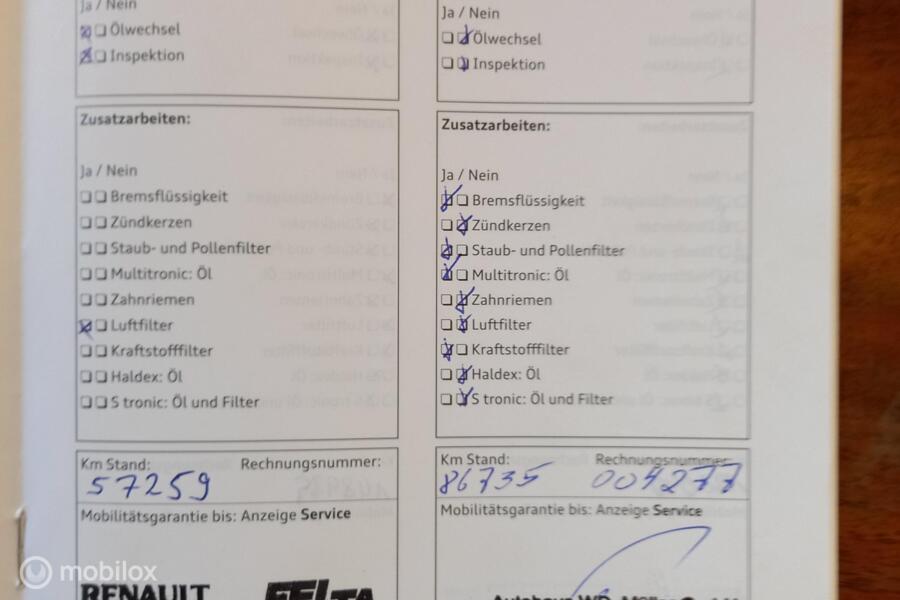 Ja / Nein
Ölwechsel
Inspektion
Zusatzarbeiten:
Ja / Nein
Bremsflüssigkeit
Zündkerzen
Staub- und Pollenfilter
Multitronic: Öl
Zahnriemen
Luftfilter
Kraftstofffilter
Haldex: Öl
S tronic: Öl und Filter
Km Stand: Rechnungsnummer:
57259
Mobilitätsgarantie bis: Anzeige Service
RENAULT
Ja / Nein
Ölwechsel
Inspektion
Zusatzarbeiten:
Ja / Nein
Bremsflüssigkeit
Zündkerzen
Staub- und Pollenfilter
Multitronic: Öl
Zahnriemen
Luftfilter
Kraftstofffilter
Haldex: Öl
S tronic: Öl und Filter
Km Stand: Rechnungsnummer:
86735 004277
Mobilitätsgarantie bis: Anzeige Service
mobilox